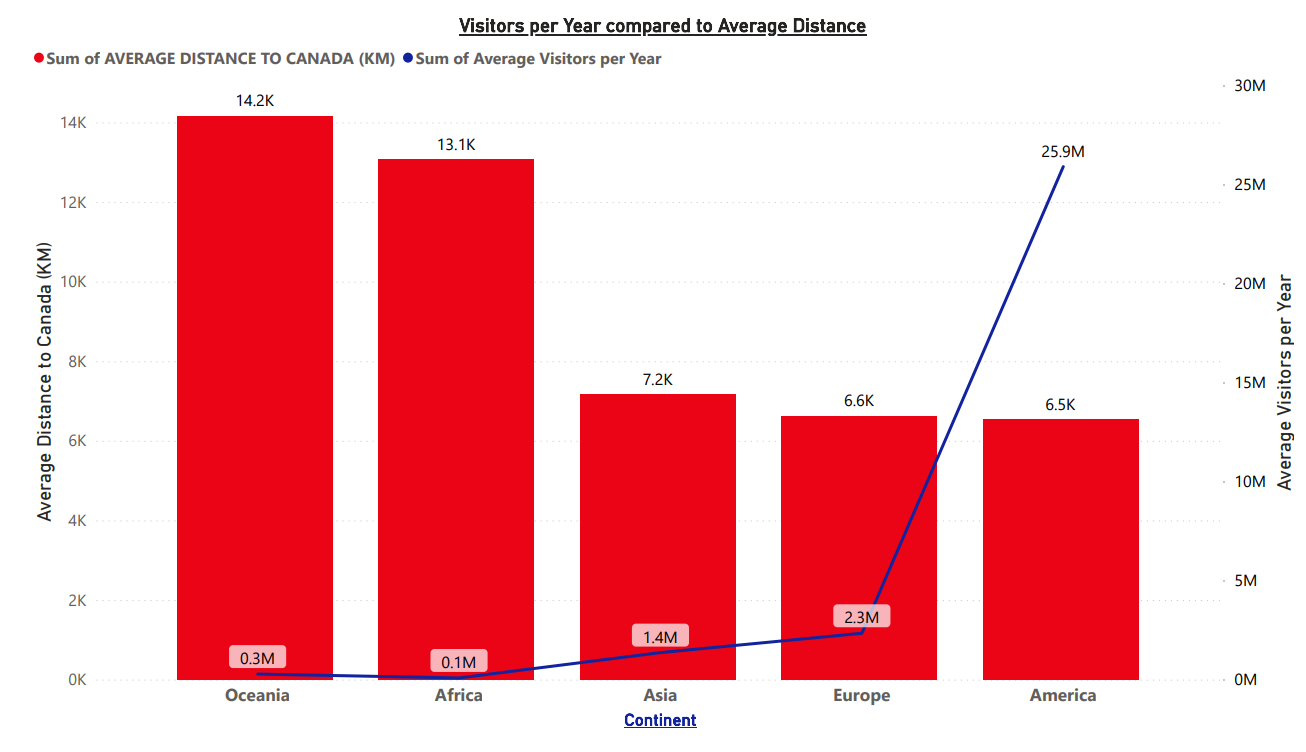 Visitors per Year compared to Average Distance
Sum of AVERAGE DISTANCE TO CANADA (KM) Sum of Average Visitors per Year
Average Distance to Canada (KM)
14K
12K
10K
8K
6K
4K
2K
0K
14.2K
13.1K
7.2K
6.6K
6.5K
0.3M
0.1M
1.4M
2.3M
25.9M
30M
25M
20M
15M
10M
5M
0M
Average Visitors per Year
Oceania Africa Asia Europe America
Continent